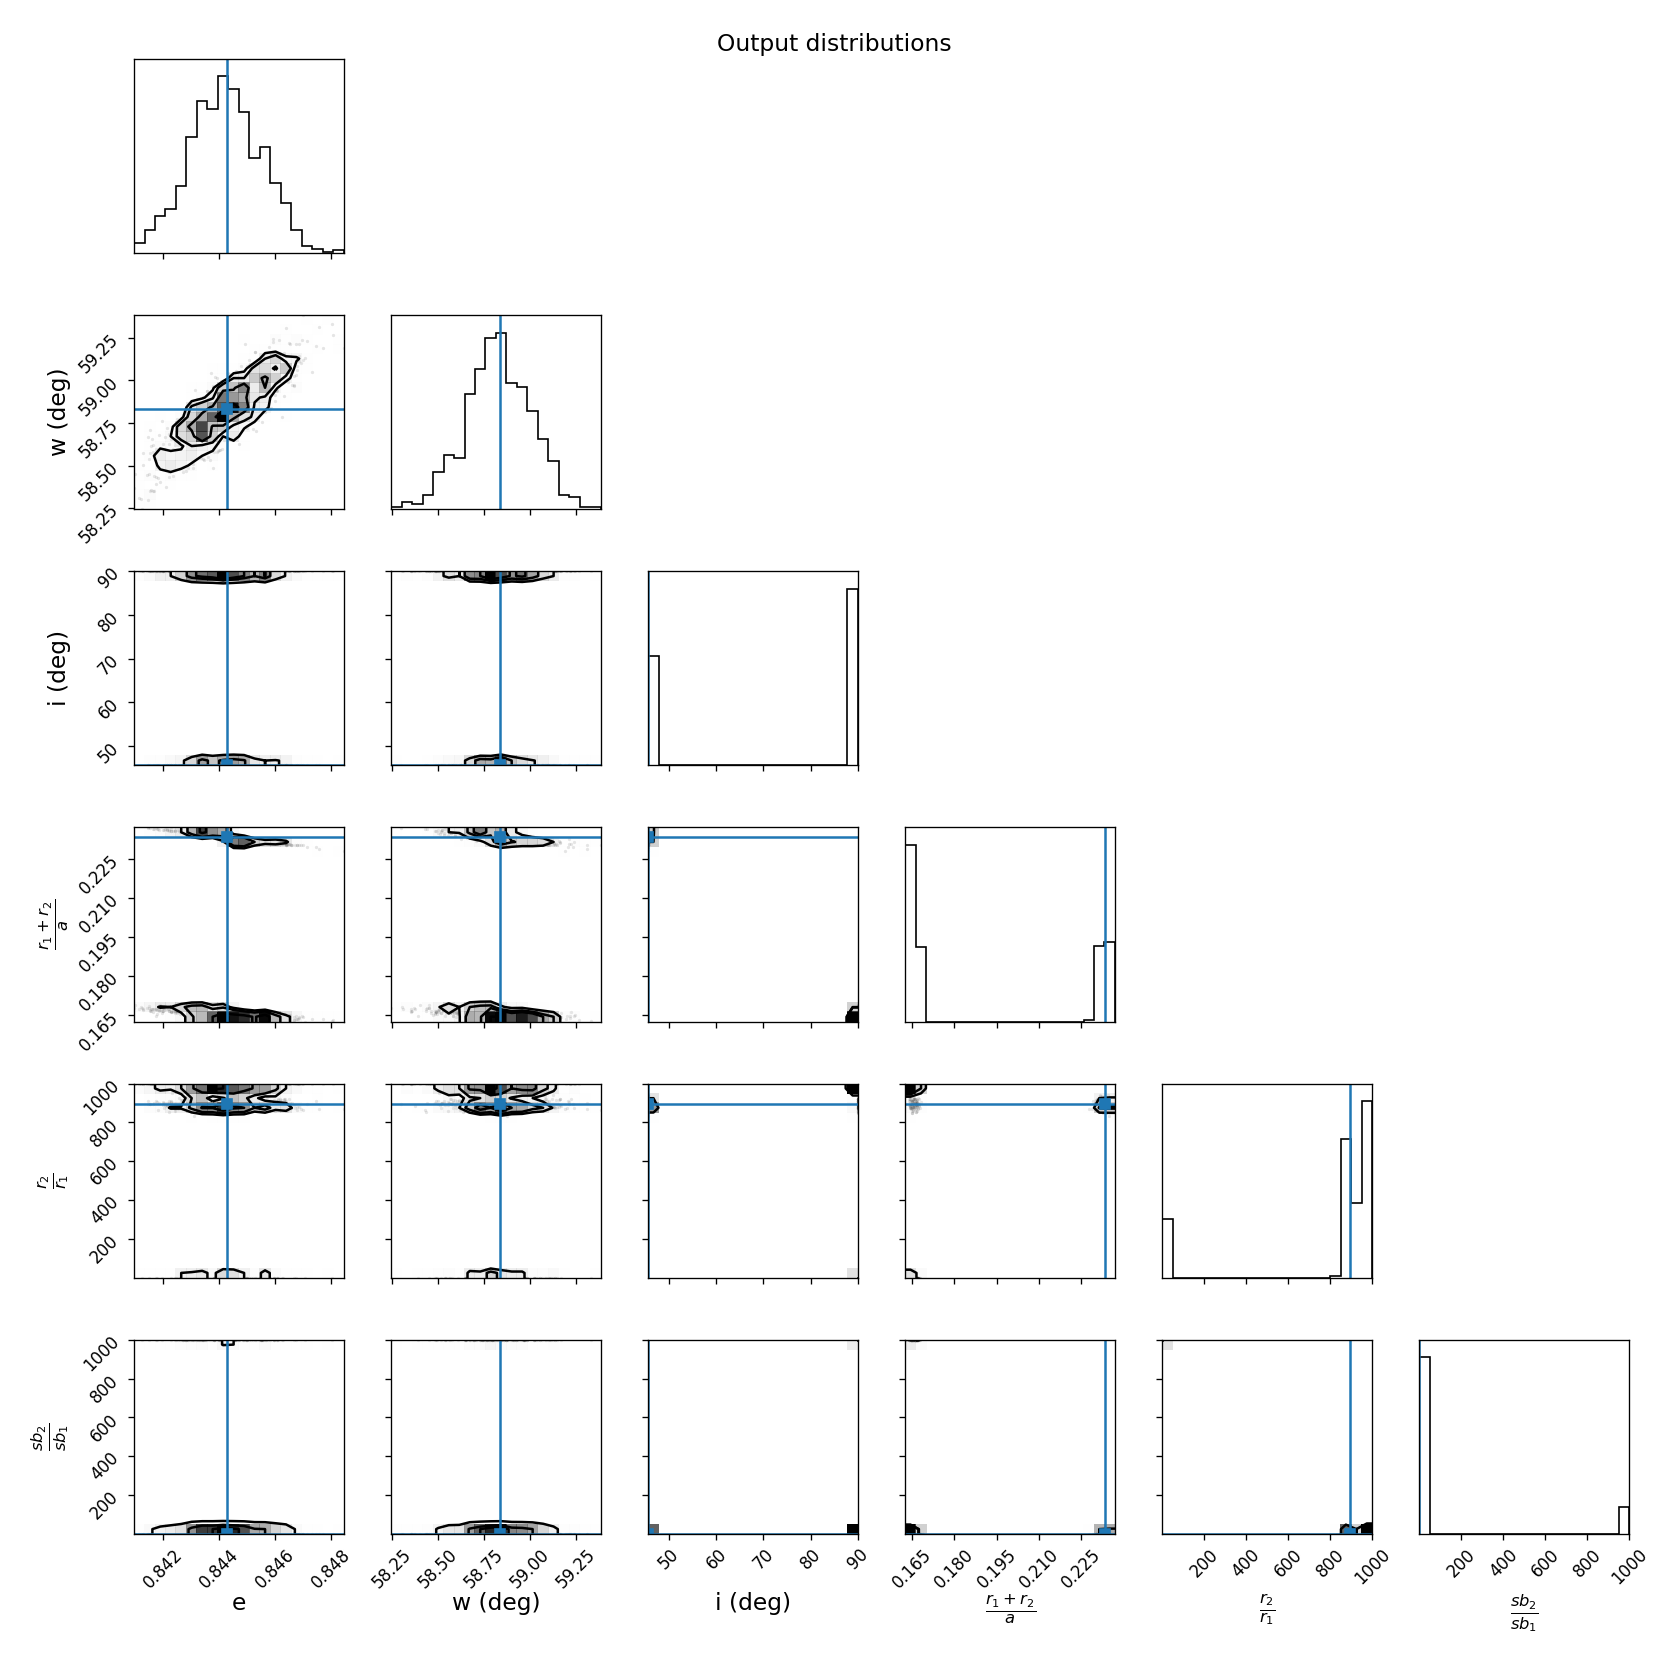 Output distributions
w (deg)
59.25
59.00
58.75
58.50
58.25
i (deg)
90
80
70
60
50
r₁ + r₂
a
0.225
0.210
0.195
0.180
0.165
r₂
r₁
1000
800
600
400
200
sb₂
sb₁
1000
800
600
400
200
0.842 0.844 0.846 0.848 58.25 58.50 58.75 59.00 59.25 50 60 70 80 90 0.165 0.180 0.195 0.210 0.225 200 400 600 800 1000 200 400 600 800 1000
e w (deg) i (deg)
r₁ + r₂
a
r₂
r₁
sb₂
sb₁